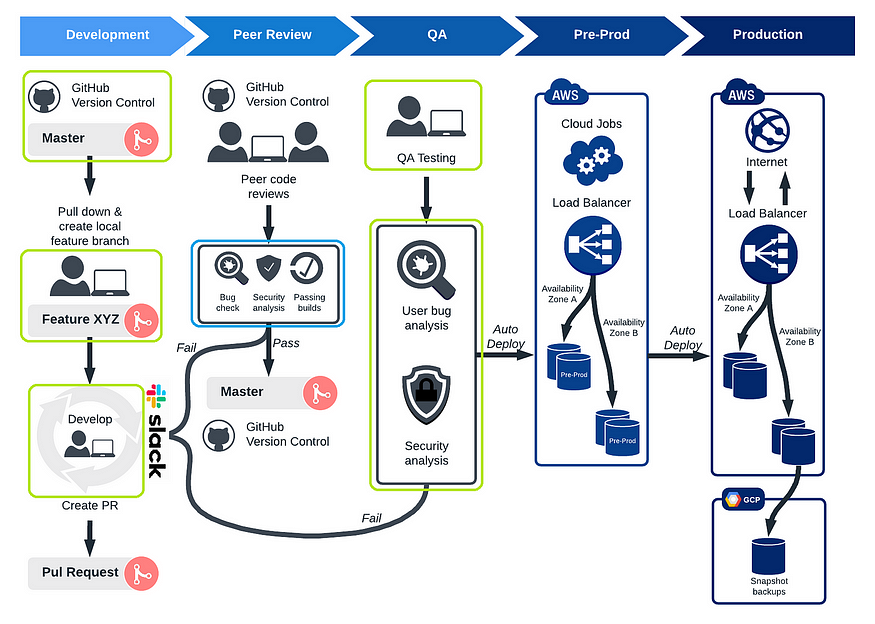 Development
Peer Review
QA
Pre-Prod
Production
GitHub
Version Control
Master
Pull down &
create local
feature branch
Feature XYZ
Develop
slack
Create PR
Pul Request
GitHub
Version Control
Peer code
reviews
Bug
check
Security
analysis
Passing
builds
Fail
Pass
Master
GitHub
Version Control
Fail
QA Testing
User bug
analysis
Security
analysis
Auto
Deploy
AWS
Cloud Jobs
Load Balancer
Availability
Zone A
Availability
Zone B
Pre-Prod
Pre-Prod
Auto
Deploy
AWS
Internet
Load Balancer
Availability
Zone A
Availability
Zone B
GCP
Snapshot
backups